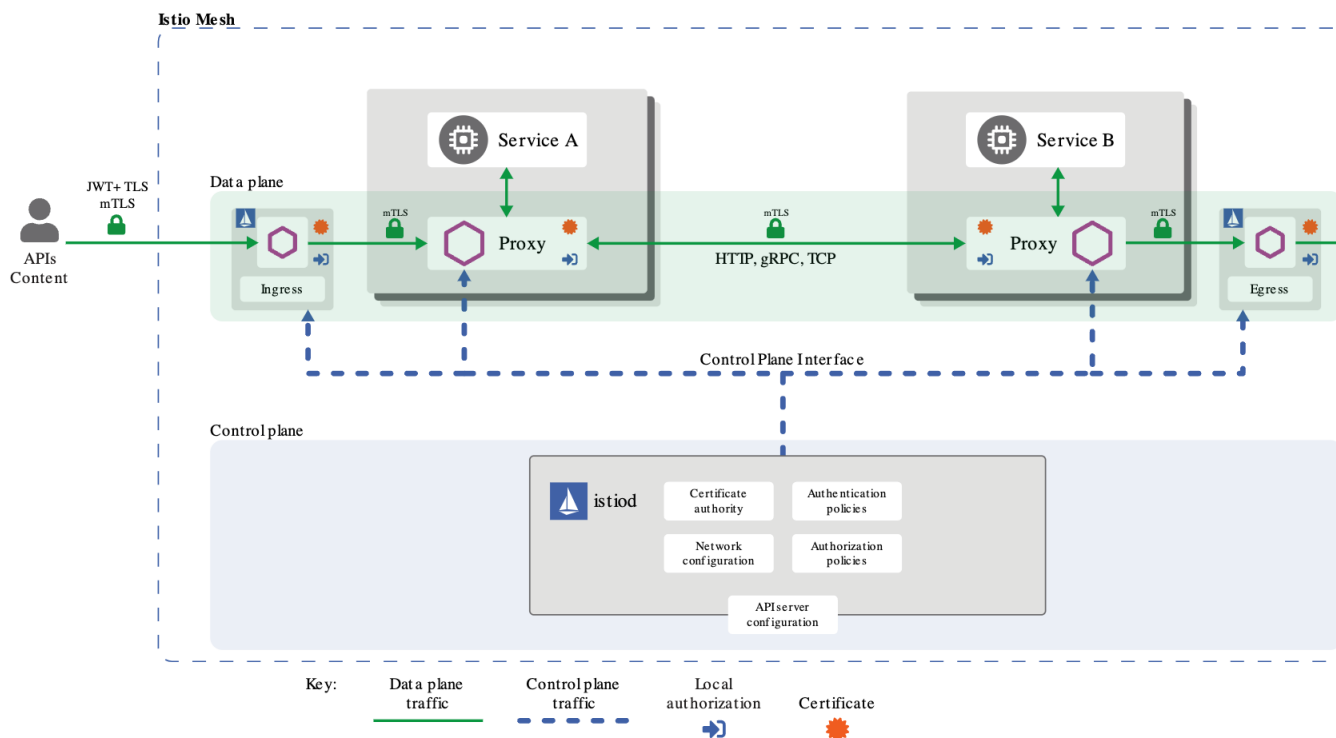 Istio Mesh
Service A
Service B
Data plane
JWT+ TLS
mTLS
mTLS
mTLS
mTLS
Proxy
Proxy
HTTP, gRPC, TCP
APIs
Content
Ingress
Egress
Control Plane Interface
Control plane
istiod
Certificate
authority
Authentication
policies
Network
configuration
Authorization
policies
API server
configuration
Key:
Data plane
traffic
Control plane
traffic
Local
authorization
Certificate